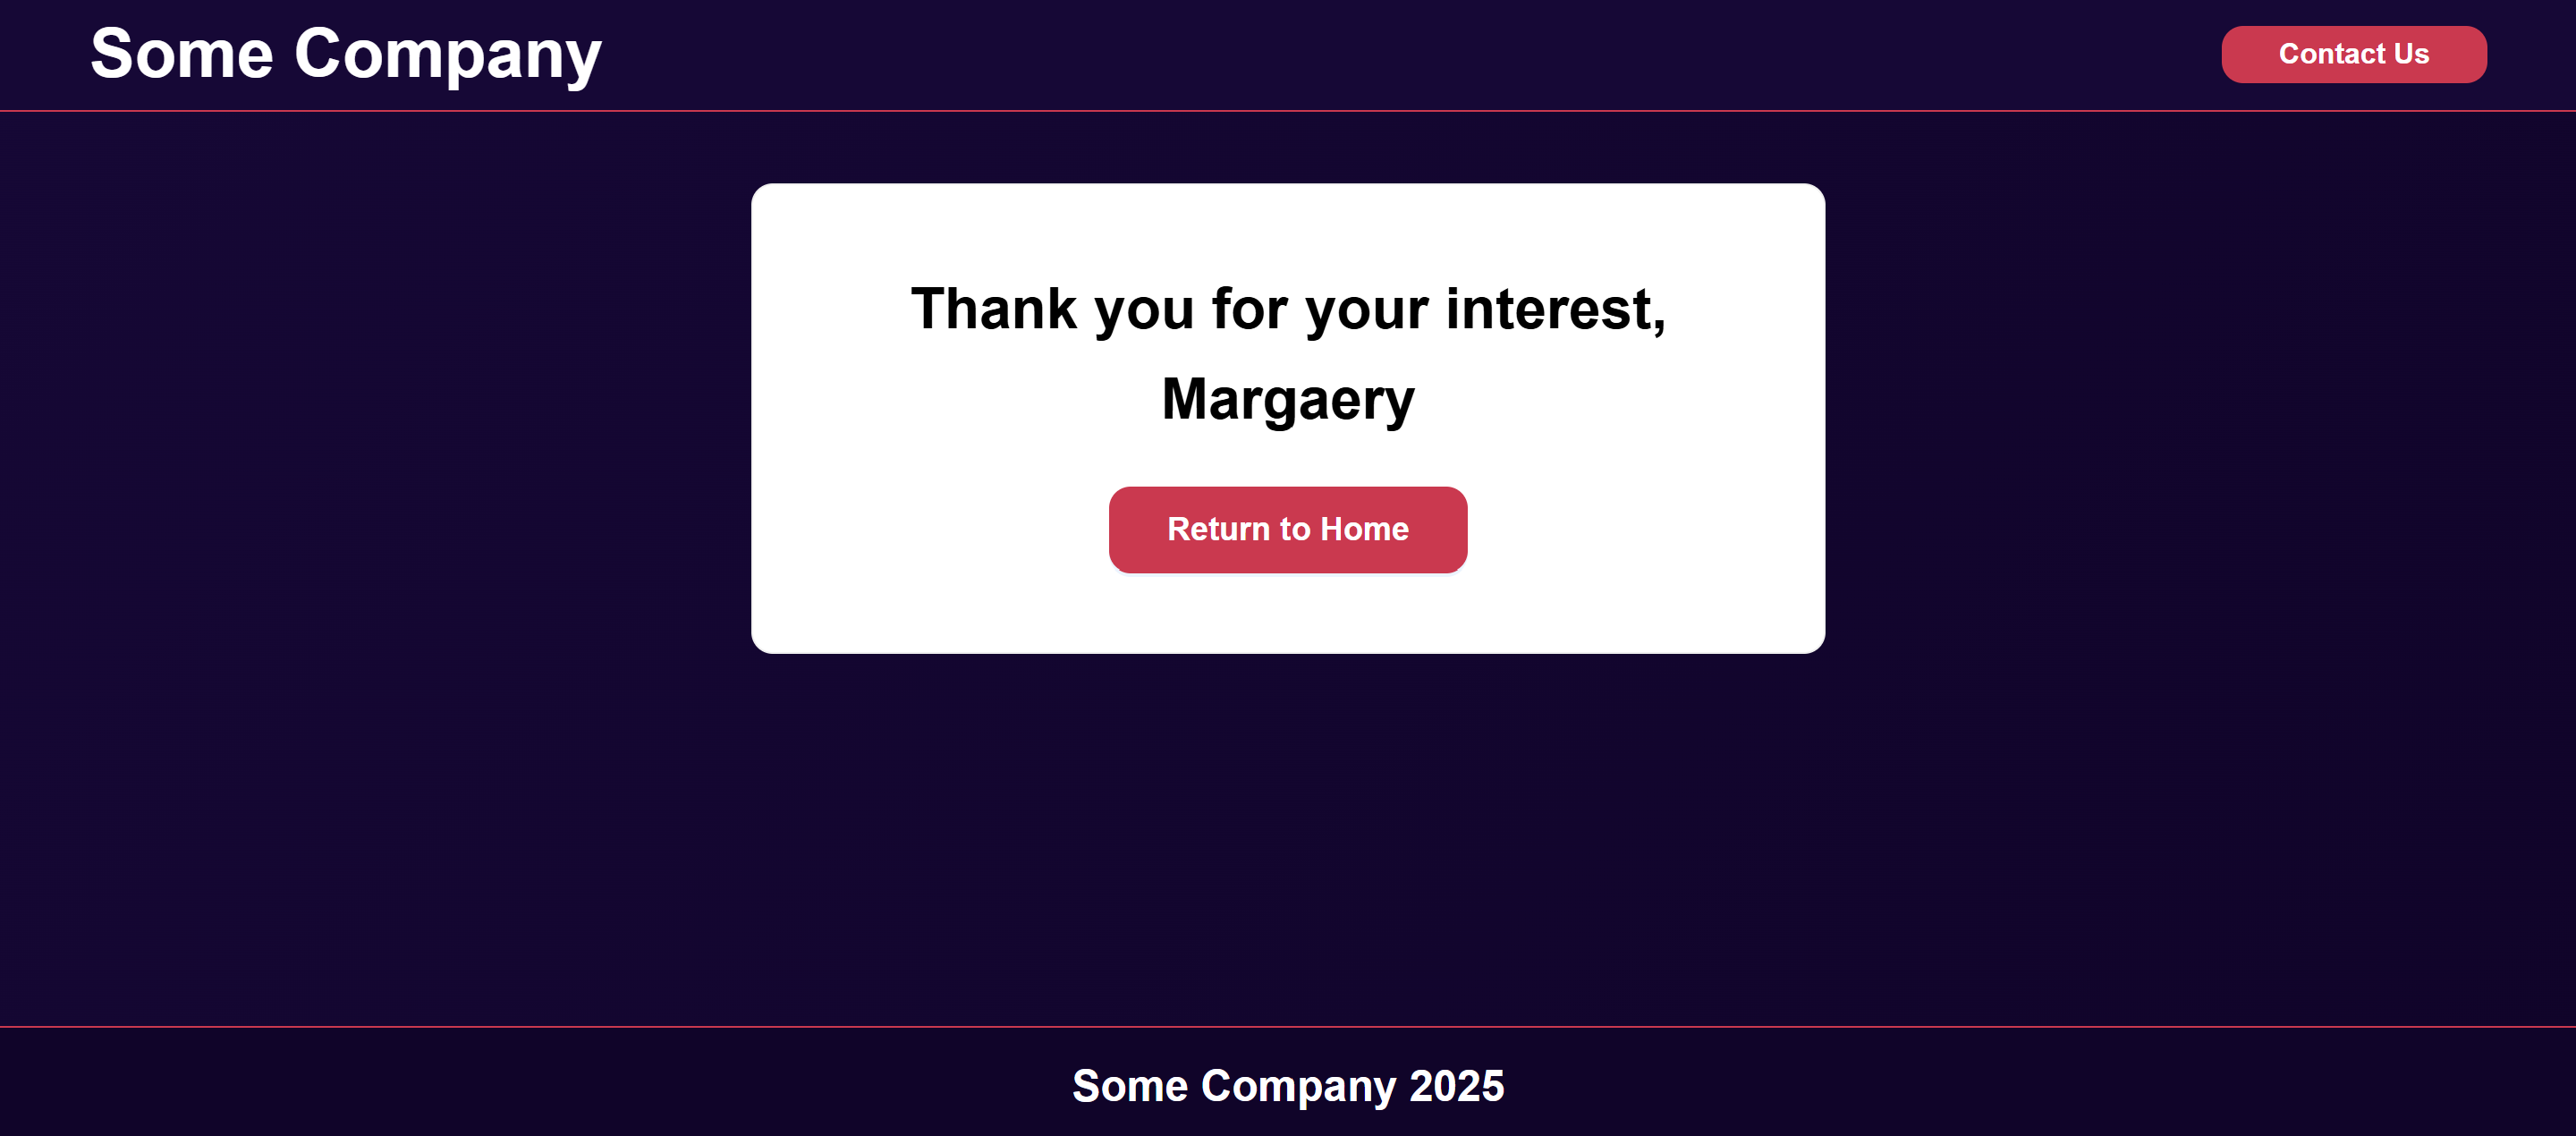 Some Company
Contact Us
Thank you for your interest,
Margaery
Return to Home
Some Company 2025